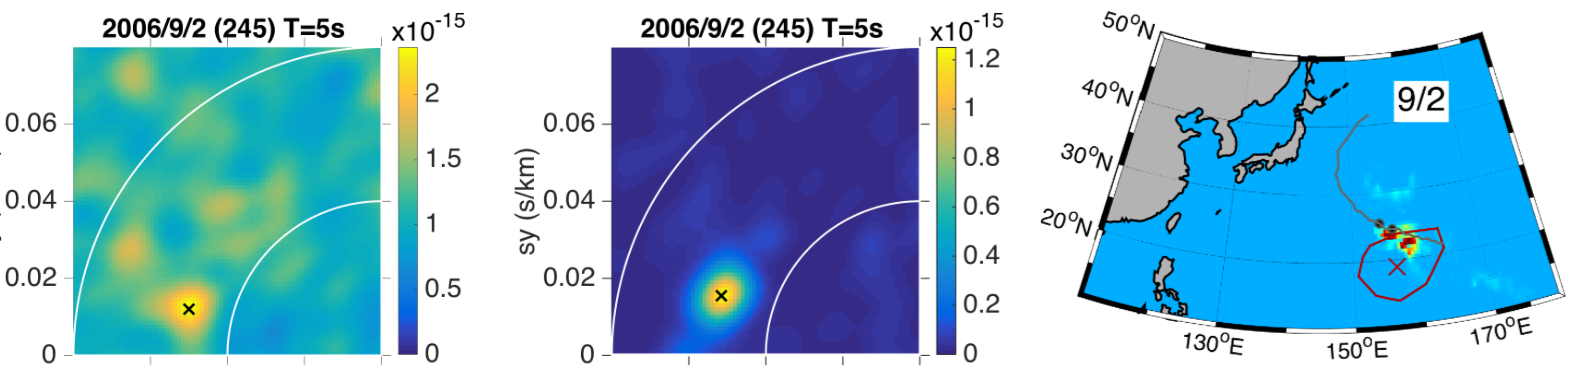 2006/9/2 (245) T=5s
x10⁻¹⁵
0.06
0.04
0.02
0
2
1.5
1
0.5
0
2006/9/2 (245) T=5s
x10⁻¹⁵
sy (s/km)
0.06
0.04
0.02
0
1.2
1
0.8
0.6
0.4
0.2
0
50°N
40°N
30°N
20°N
9/2
130°E
150°E
170°E